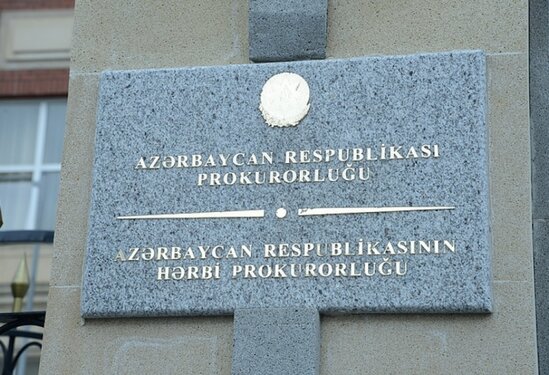 AZƏRBAYCAN RESPUBLİKASI
PROKURORLUĞU
AZƏRBAYCAN RESPUBLİKASININ
HƏRBİ PROKURORLUĞU